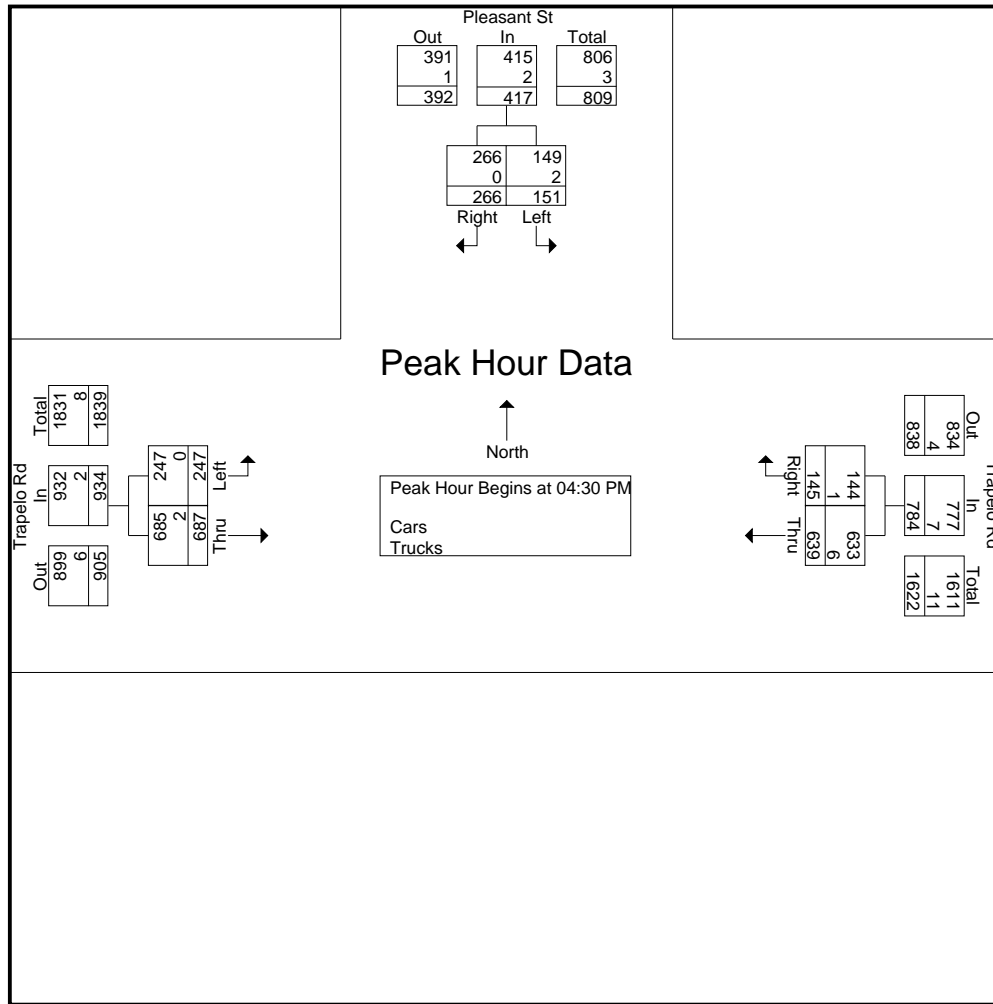 Pleasant St
Out In Total
391 415 806
1 2 3
392 417 809
266 149
0 2
266 151
Right Left
Peak Hour Data
North
Peak Hour Begins at 04:30 PM
Cars
Trucks
Trapelo Rd
Out In Total
899 932 1831
6 2 8
905 934 1839
685 247
2 0
687 247
Thru Left
Rd
Out In Total
834 777 1611
4 7 11
838 784 1622
144 633
1 6
145 639
Right Thru